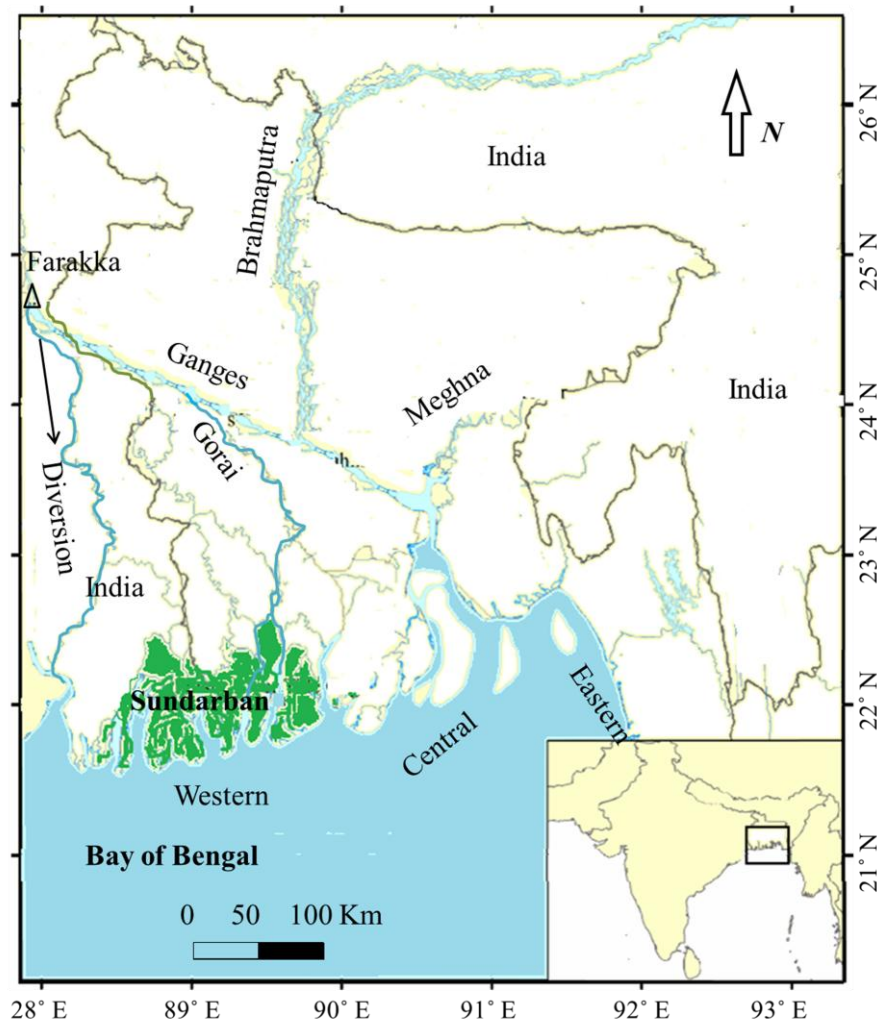 N
26° N
India
Brahmaputra
25° N
Farakka
Ganges
Meghna
India
24° N
Gorai
Diversion
23° N
India
Sundarban
22° N
Eastern
Central
Western
Bay of Bengal
21° N
0 50 100 Km
28° E 89° E 90° E 91° E 92° E 93° E